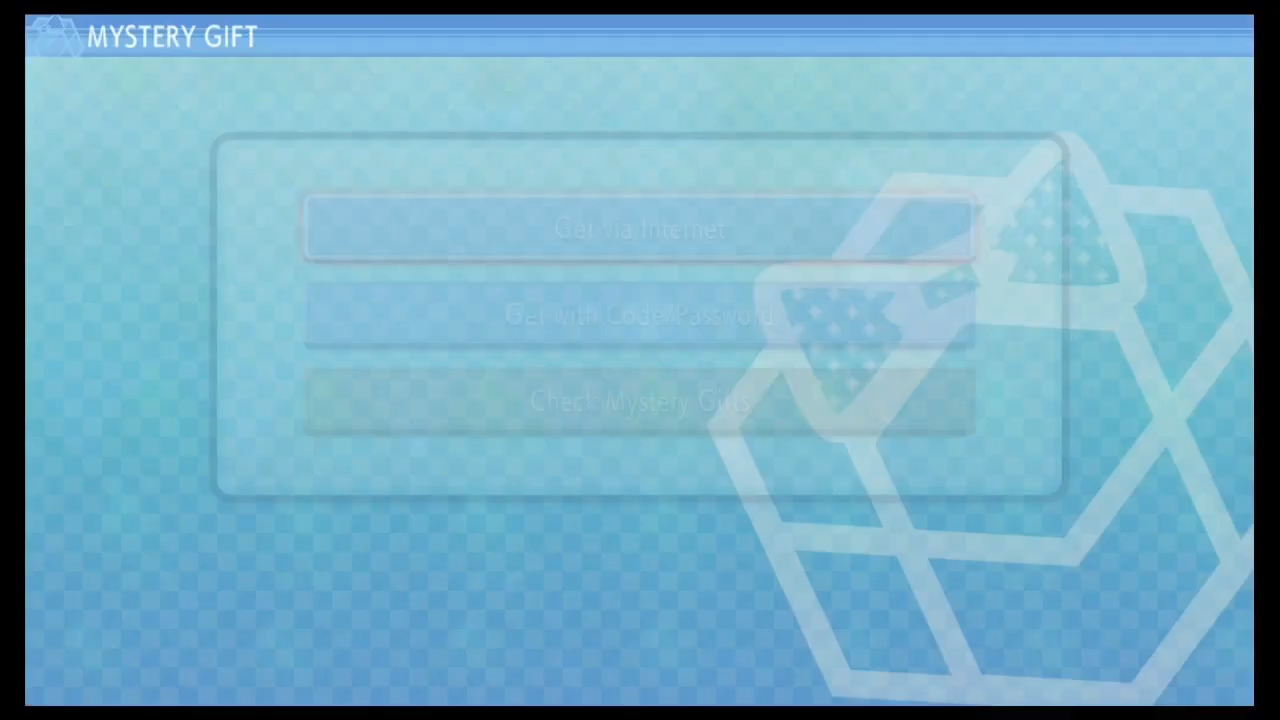 MYSTERY GIFT
Get via Internet
Get with Code/Password
Check Mystery Gifts